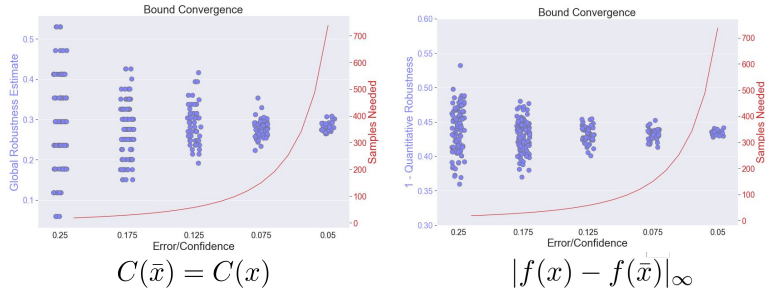 Bound Convergence
Global Robustness Estimate
0.5
0.4
0.3
0.2
0.1
700
600
500
400
300
200
100
0
Samples Needed
0.25 0.175 0.125 0.075 0.05
Error/Confidence
C(x̄) = C(x)
Bound Convergence
1 - Quantitative Robustness
0.60
0.55
0.50
0.45
0.40
0.35
0.30
700
600
500
400
300
200
100
0
Samples Needed
0.25 0.175 0.125 0.075 0.05
Error/Confidence
|f(x) − f(x̄)|∞